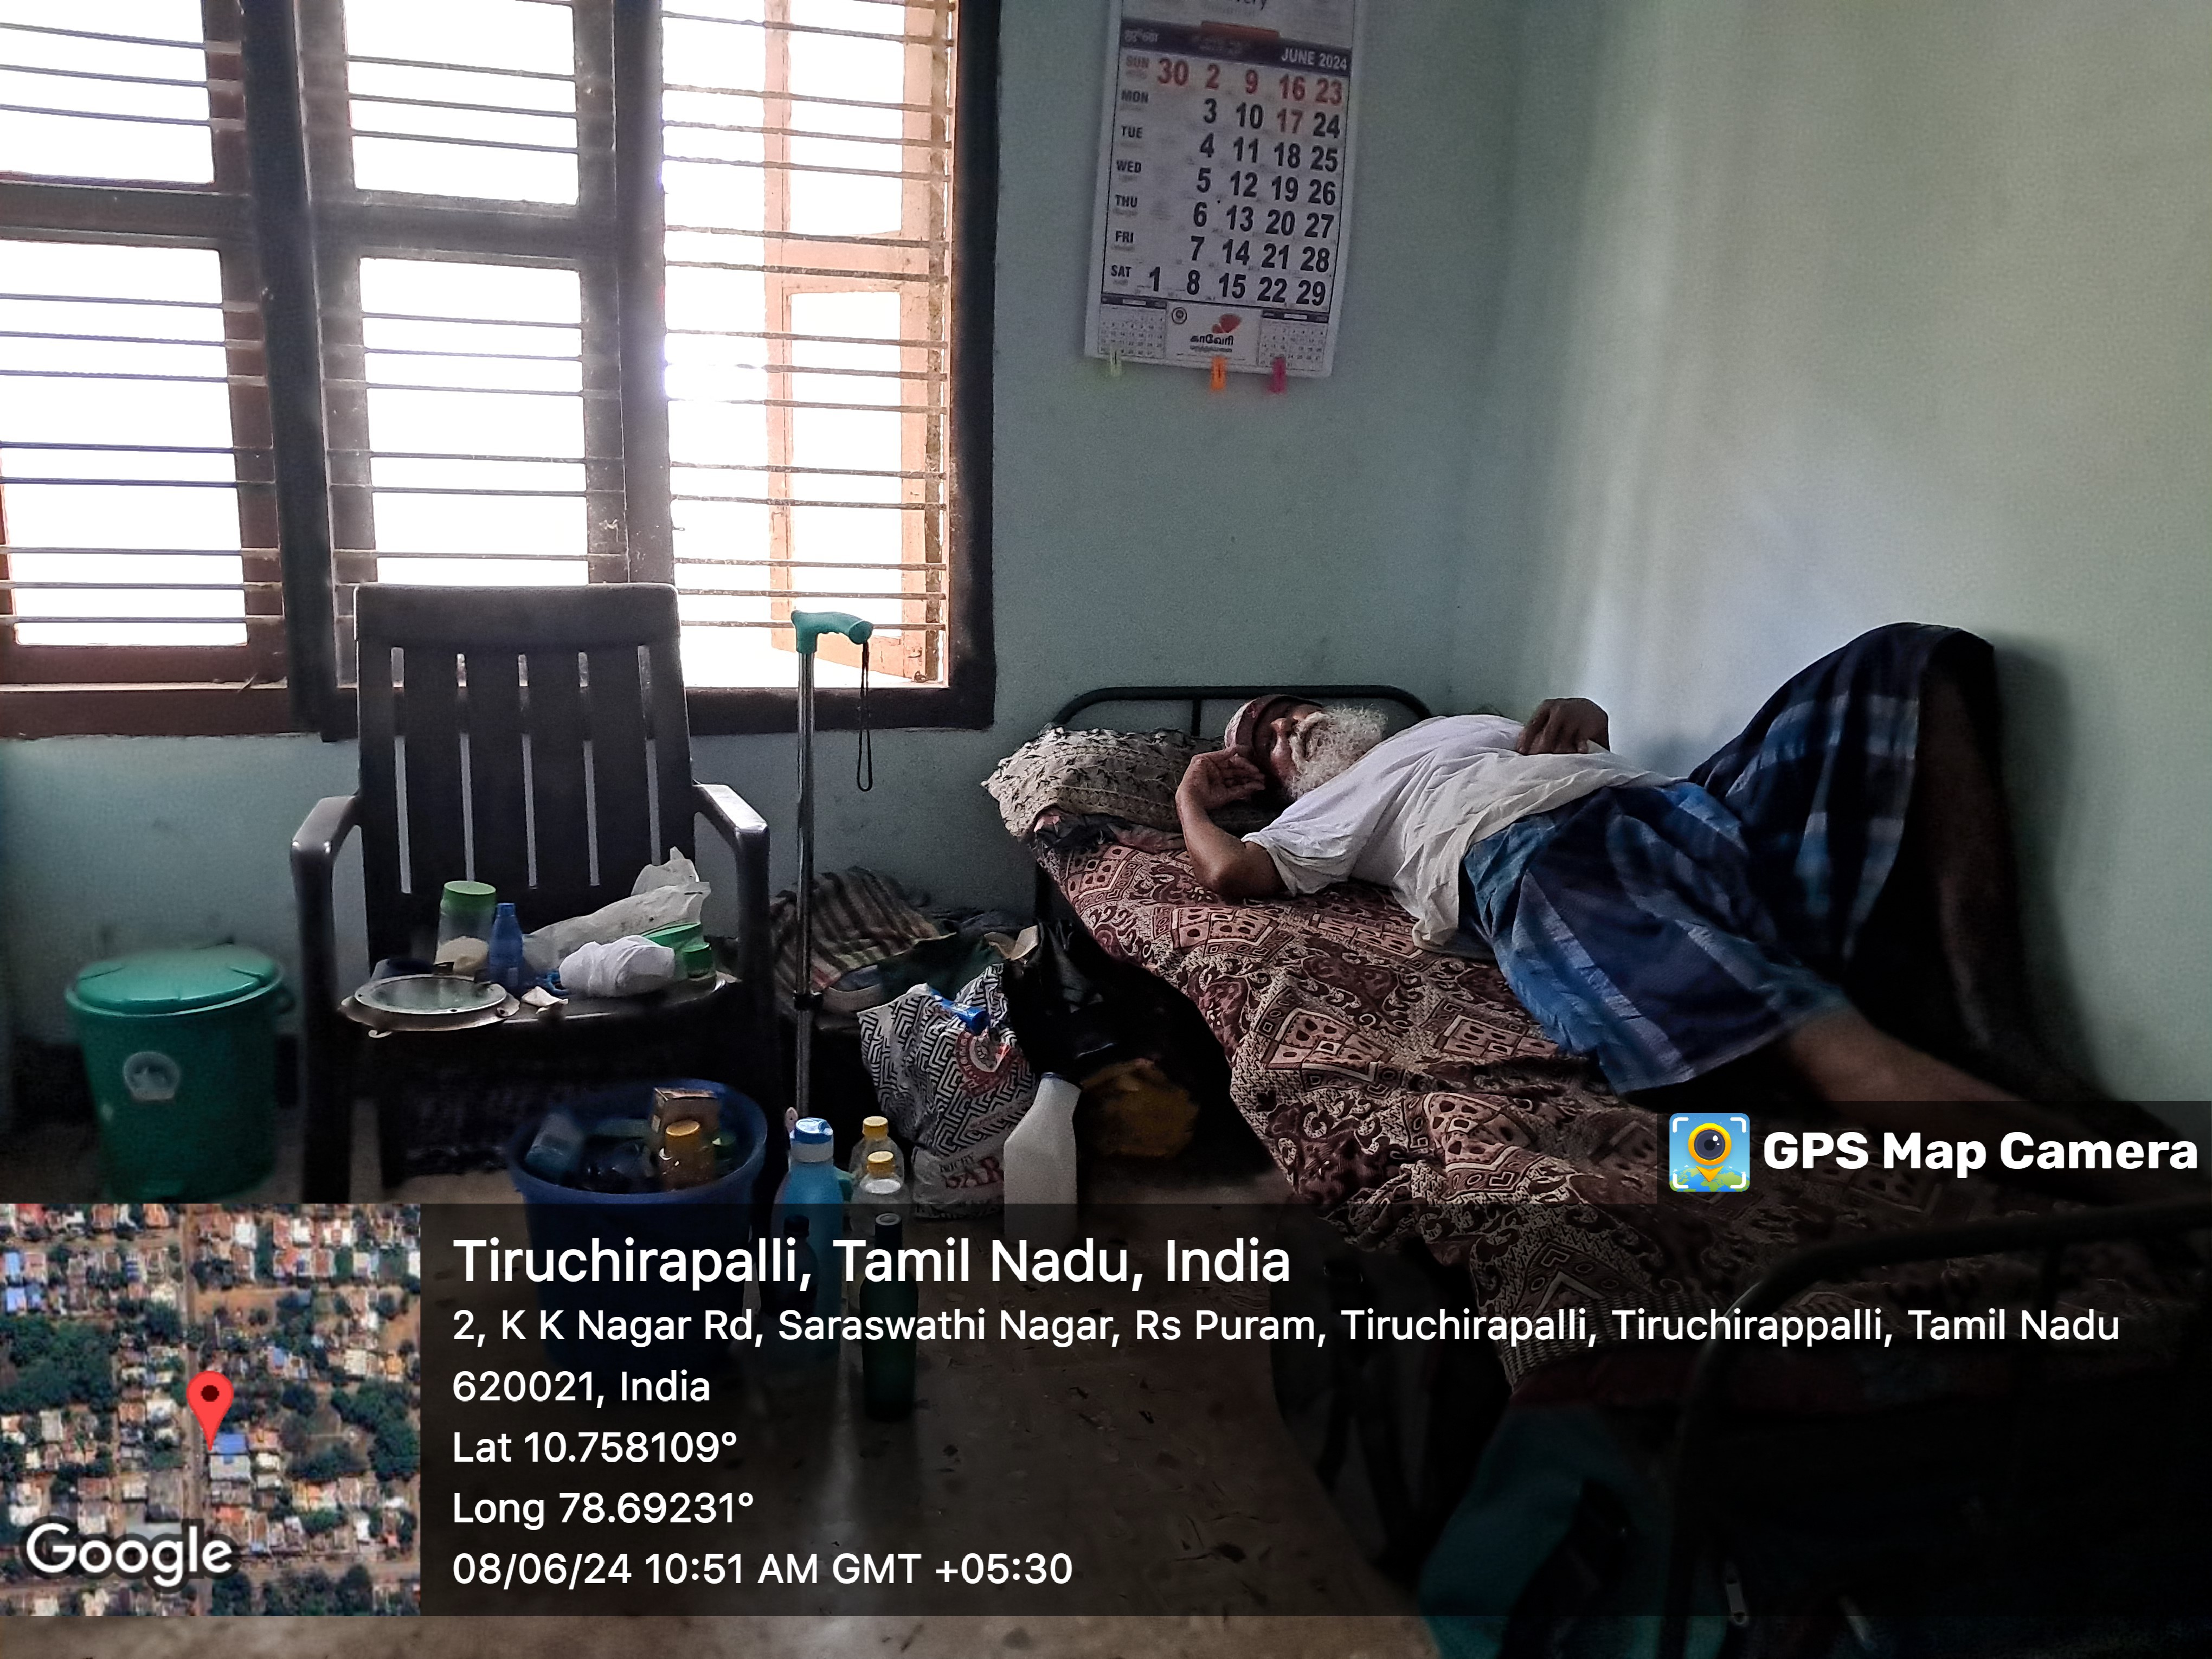 ஜூன்
JUNE 2024
SUN 30 2 9 16 23
MON 3 10 17 24
TUE 4 11 18 25
WED 5 12 19 26
THU 6 13 20 27
FRI 7 14 21 28
SAT 1 8 15 22 29
காவேரி
GPS Map Camera
Google
Tiruchirapalli, Tamil Nadu, India
2, K K Nagar Rd, Saraswathi Nagar, Rs Puram, Tiruchirapalli, Tiruchirappalli, Tamil Nadu
620021, India
Lat 10.758109°
Long 78.69231°
08/06/24 10:51 AM GMT +05:30